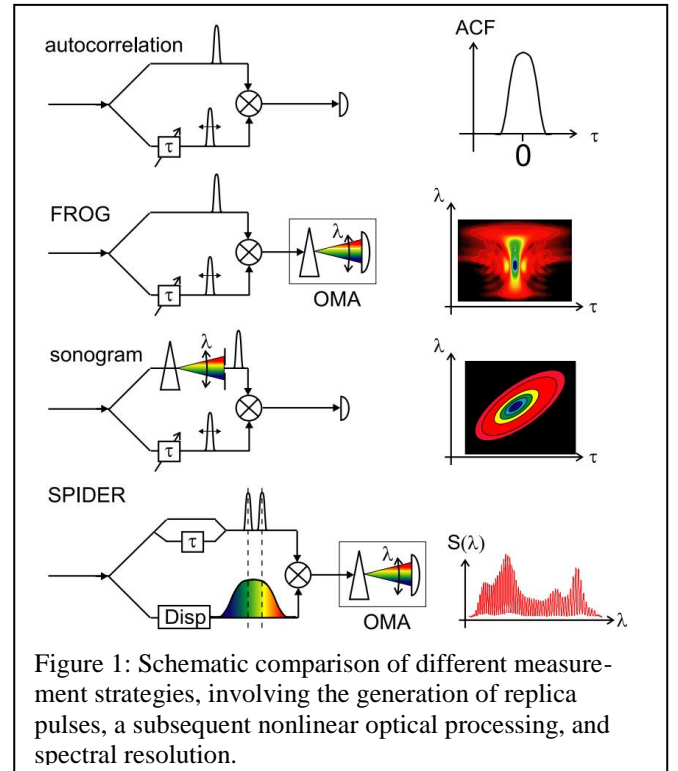 autocorrelation
ACF
τ
τ
0
FROG
λ
OMA
τ
λ
τ
sonogram
λ
τ
λ
τ
SPIDER
τ
λ
OMA
Disp
S(λ)
λ
Figure 1: Schematic comparison of different measure-
ment strategies, involving the generation of replica
pulses, a subsequent nonlinear optical processing, and
spectral resolution.